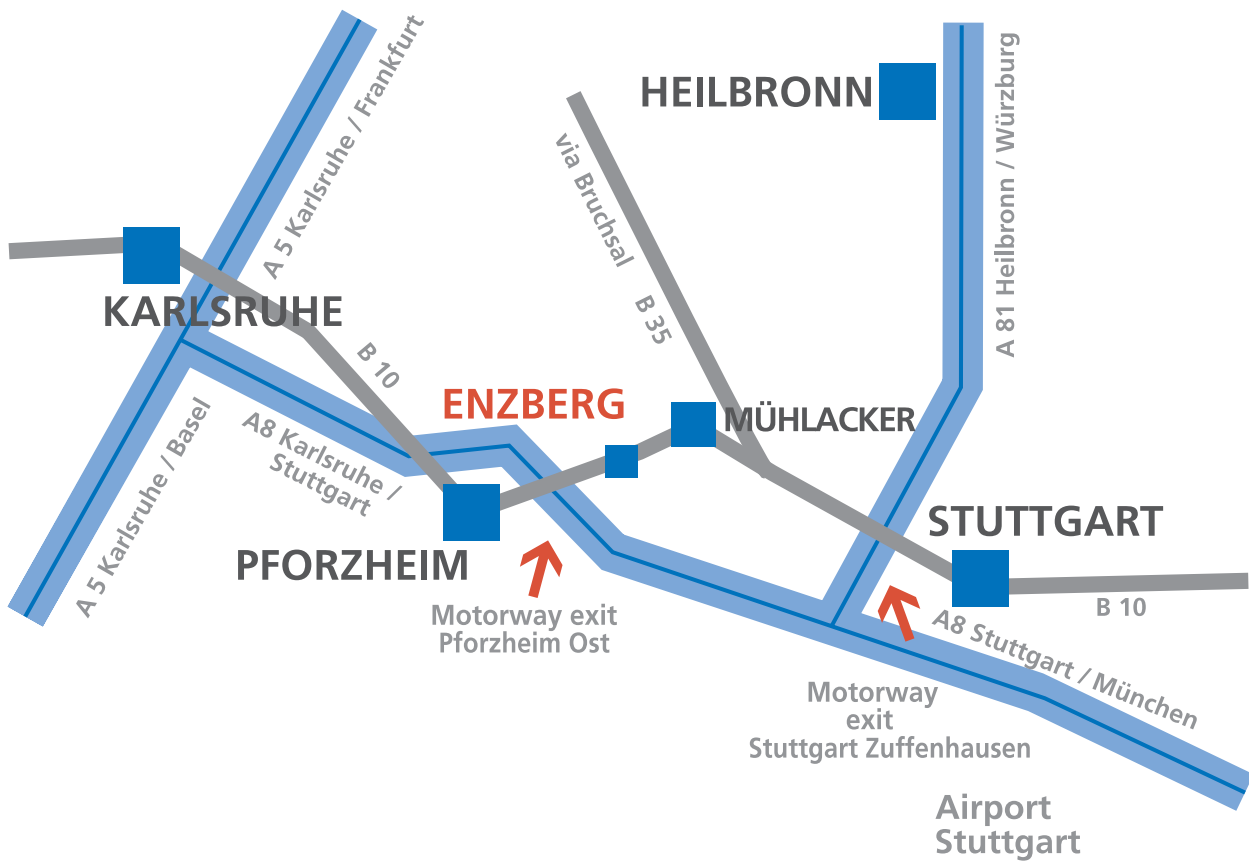 A 5 Karlsruhe / Frankfurt
HEILBRONN
via Bruchsal
B 35
A 81 Heilbronn / Würzburg
KARLSRUHE
B 10
ENZBERG
MÜHLACKER
A 5 Karlsruhe / Basel
A8 Karlsruhe /
Stuttgart
STUTTGART
PFORZHEIM
Motorway exit
Pforzheim Ost
B 10
A8 Stuttgart / München
Motorway
exit
Stuttgart Zuffenhausen
Airport
Stuttgart